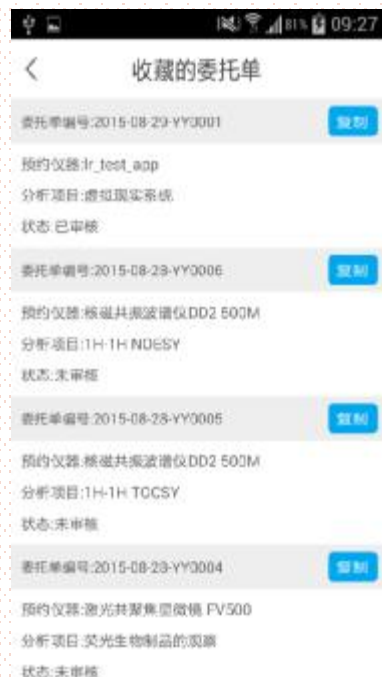 81% 09:27
收藏的委托单
委托单编号:2015-08-29-YY0001 复制
预约仪器:lr_test_app
分析项目:虚拟现实系统
状态:已审核
委托单编号:2015-08-28-YY0006 复制
预约仪器:核磁共振波谱仪DD2 500M
分析项目:1H-1H NOESY
状态:未审核
委托单编号:2015-08-28-YY0005 复制
预约仪器:核磁共振波谱仪DD2 500M
分析项目:1H-1H TOCSY
状态:未审核
委托单编号:2015-08-28-YY0004 复制
预约仪器:激光共聚焦显微镜 FV500
分析项目:荧光生物制品的观察
状态:未审核